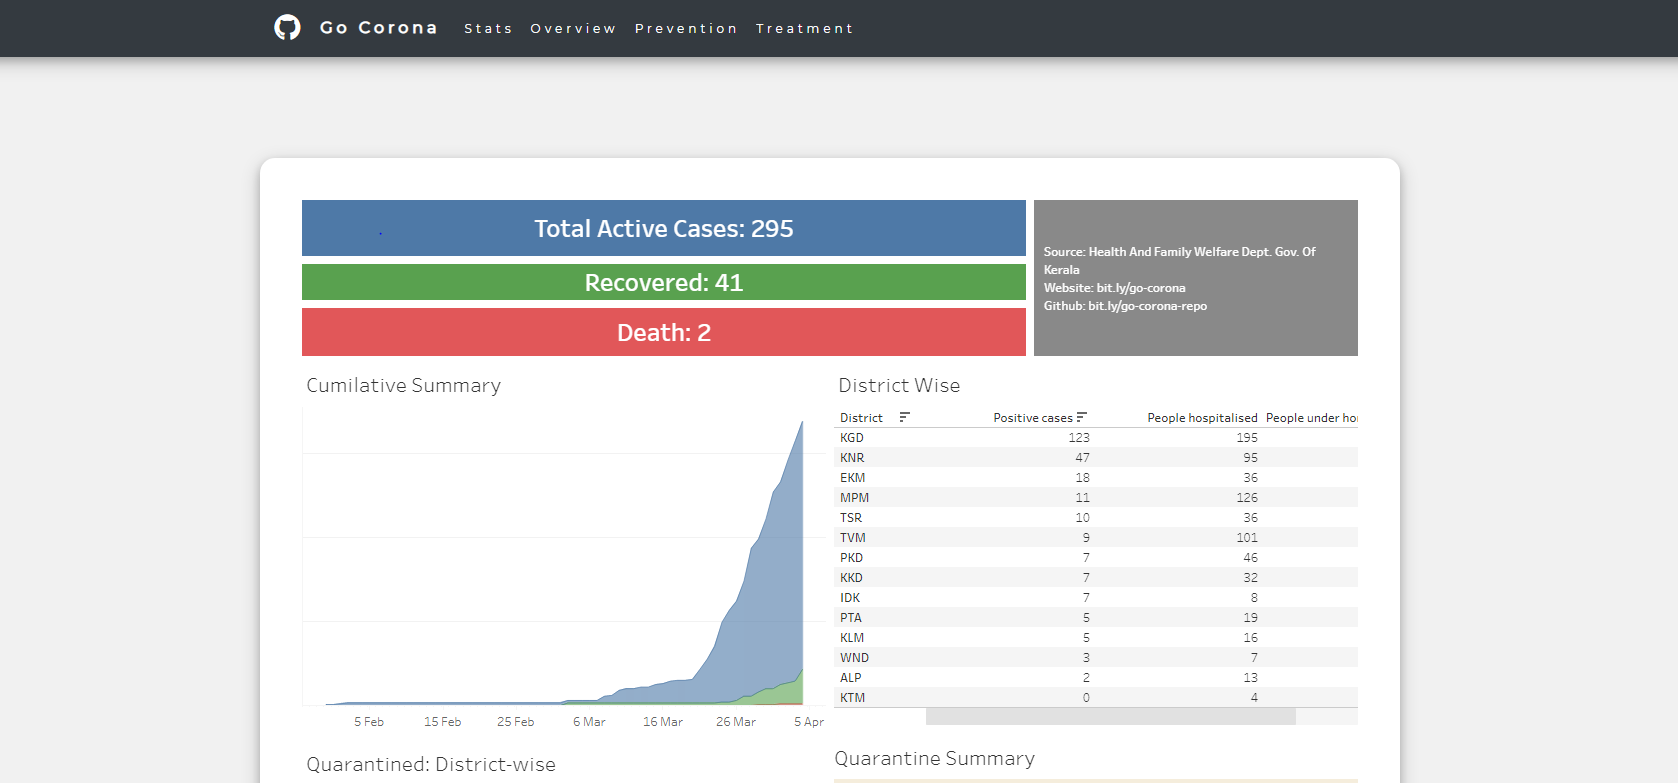 Go Corona Stats Overview Prevention Treatment
Total Active Cases: 295
Recovered: 41
Death: 2
Source: Health And Family Welfare Dept. Gov. Of
Kerala
Website: bit.ly/go-corona
Github: bit.ly/go-corona-repo
Cumilative Summary
5 Feb 15 Feb 25 Feb 6 Mar 16 Mar 26 Mar 5 Apr
District Wise
District Positive cases People hospitalised People under ho
KGD 123 195
KNR 47 95
EKM 18 36
MPM 11 126
TSR 10 36
TVM 9 101
PKD 7 46
KKD 7 32
IDK 7 8
PTA 5 19
KLM 5 16
WND 3 7
ALP 2 13
KTM 0 4
Quarantined: District-wise
Quarantine Summary